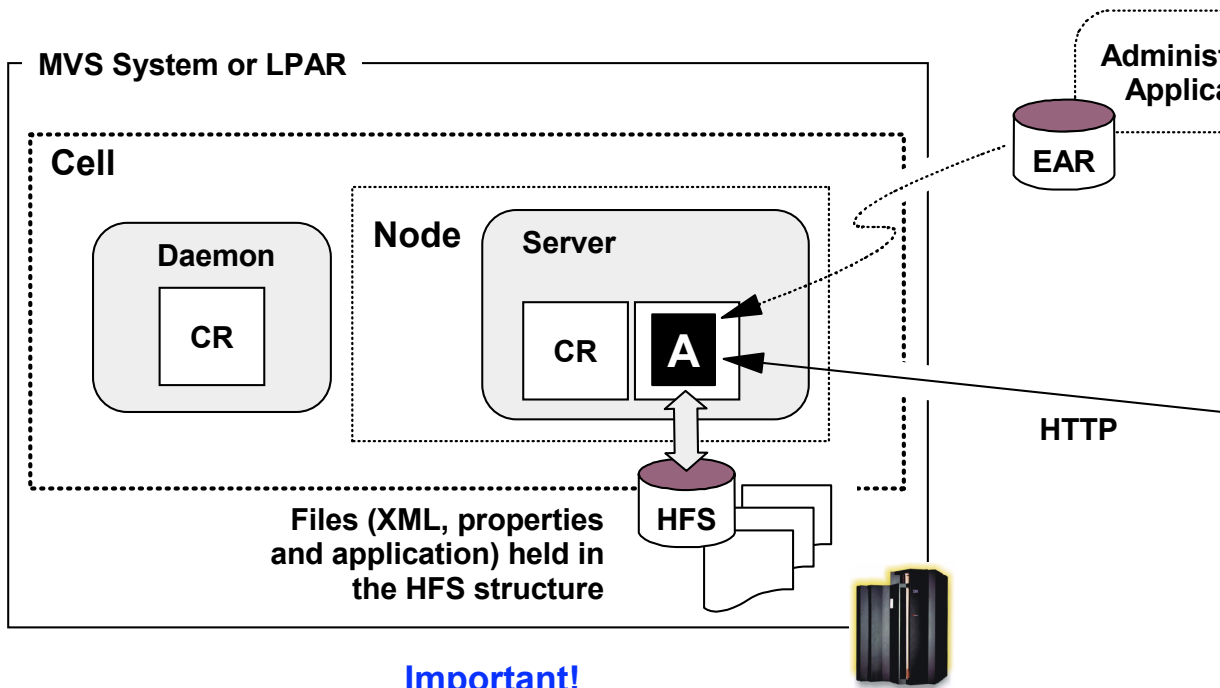 MVS System or LPAR
Cell
Daemon
CR
Node
Server
CR
A
EAR
HTTP
HFS
Files (XML, properties
and application) held in
the HFS structure
Important!